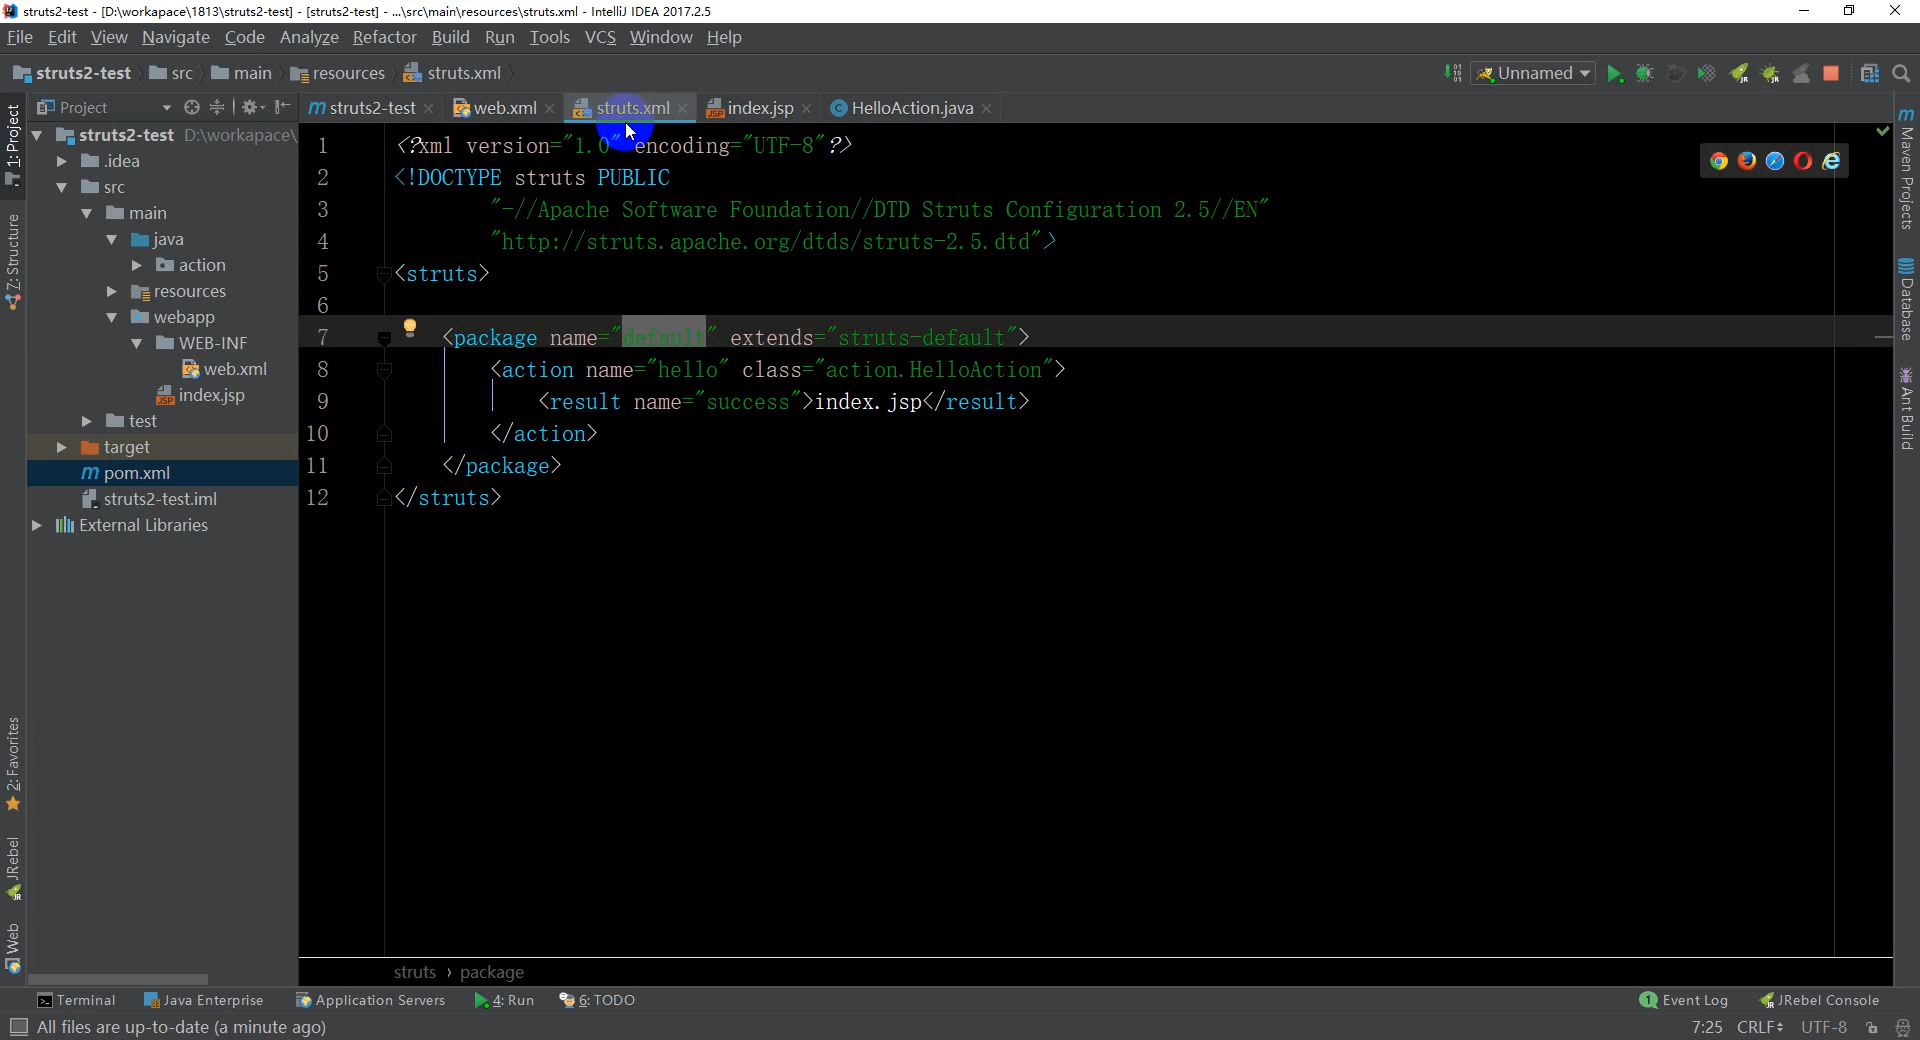 struts2-test - [D:\workapace\1813\struts2-test] - [struts2-test] - ...\src\main\resources\struts.xml - IntelliJ IDEA 2017.2.5
File Edit View Navigate Code Analyze Refactor Build Run Tools VCS Window Help
struts2-test src main resources struts.xml Unnamed
Project
struts2-test web.xml struts.xml index.jsp HelloAction.java
struts2-test D:\workapace\
.idea
src
main
java
action
resources
webapp
WEB-INF
web.xml
index.jsp
test
target
pom.xml
struts2-test.iml
External Libraries
1 <?xml version="1.0" encoding="UTF-8"?>
2 <!DOCTYPE struts PUBLIC
3 "-//Apache Software Foundation//DTD Struts Configuration 2.5//EN"
4 "http://struts.apache.org/dtds/struts-2.5.dtd">
5 <struts>
6
7 <package name="default" extends="struts-default">
8 <action name="hello" class="action.HelloAction">
9 <result name="success">index.jsp</result>
10 </action>
11 </package>
12 </struts>
struts › package
1: Project
7: Structure
2: Favorites
JRebel
Web
Maven Projects
Database
Ant Build
Terminal Java Enterprise Application Servers 4: Run 6: TODO 1 Event Log JRebel Console
All files are up-to-date (a minute ago) 7:25 CRLF UTF-8